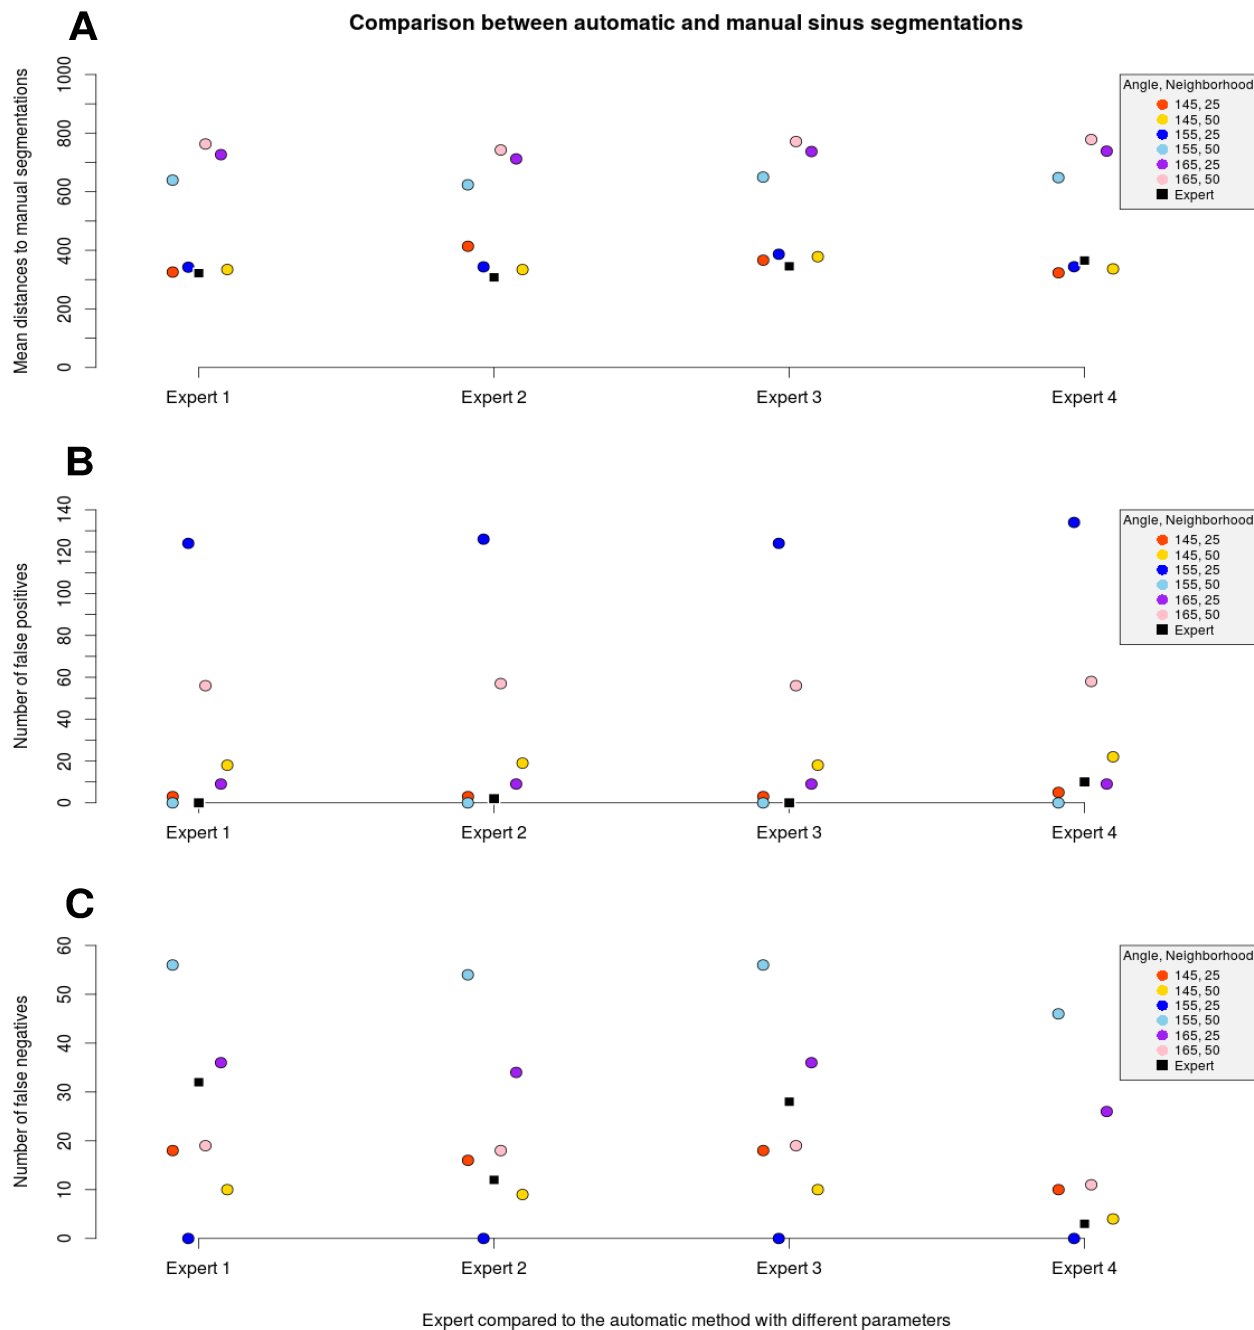 A
Comparison between automatic and manual sinus segmentations
Mean distances to manual segmentations
1000
800
600
400
200
0
Expert 1
Expert 2
Expert 3
Expert 4
Angle, Neighborhood
145, 25
145, 50
155, 25
155, 50
165, 25
165, 50
Expert
B
Number of false positives
140
120
100
80
60
40
20
0
Expert 1
Expert 2
Expert 3
Expert 4
Angle, Neighborhood
145, 25
145, 50
155, 25
155, 50
165, 25
165, 50
Expert
C
Number of false negatives
60
50
40
30
20
10
0
Expert 1
Expert 2
Expert 3
Expert 4
Angle, Neighborhood
145, 25
145, 50
155, 25
155, 50
165, 25
165, 50
Expert
Expert compared to the automatic method with different parameters